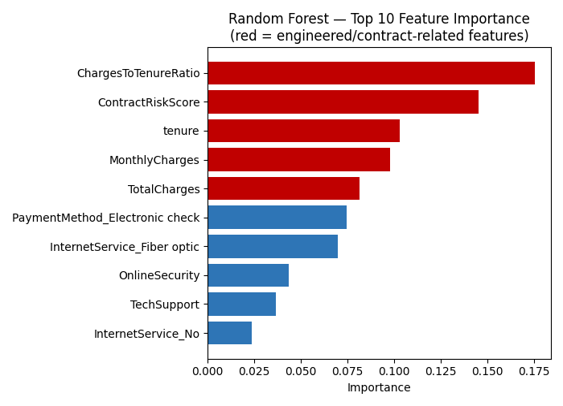 Random Forest — Top 10 Feature Importance
(red = engineered/contract-related features)
ChargesToTenureRatio
ContractRiskScore
tenure
MonthlyCharges
TotalCharges
PaymentMethod_Electronic check
InternetService_Fiber optic
OnlineSecurity
TechSupport
InternetService_No
0.000 0.025 0.050 0.075 0.100 0.125 0.150 0.175
Importance